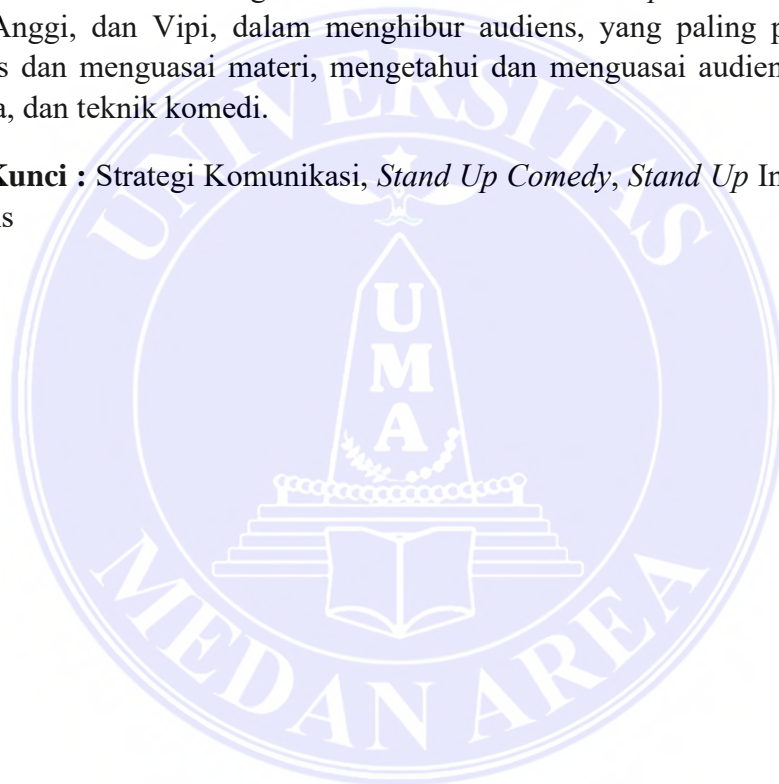 Anggi, dan Vipi, dalam menghibur audiens, yang paling p
s dan menguasai materi, mengetahui dan menguasai audien
a, dan teknik komedi.
Kunci : Strategi Komunikasi, Stand Up Comedy, Stand Up In
s
UNIVERSITAS
UMA
MEDAN AREA